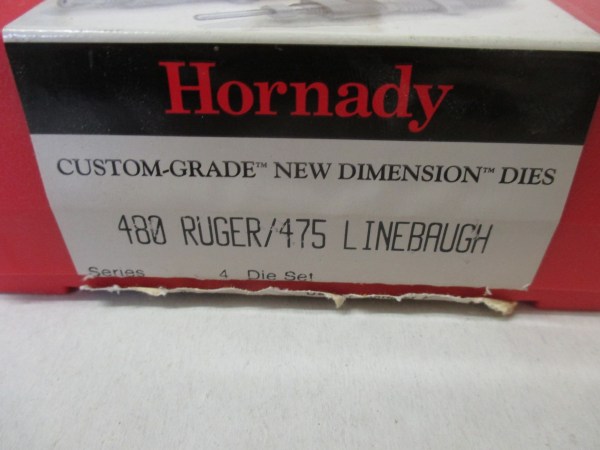 Hornady
CUSTOM-GRADE™ NEW DIMENSION™ DIES
480 RUGER/475 LINEBAUGH
Series 4 Die Set